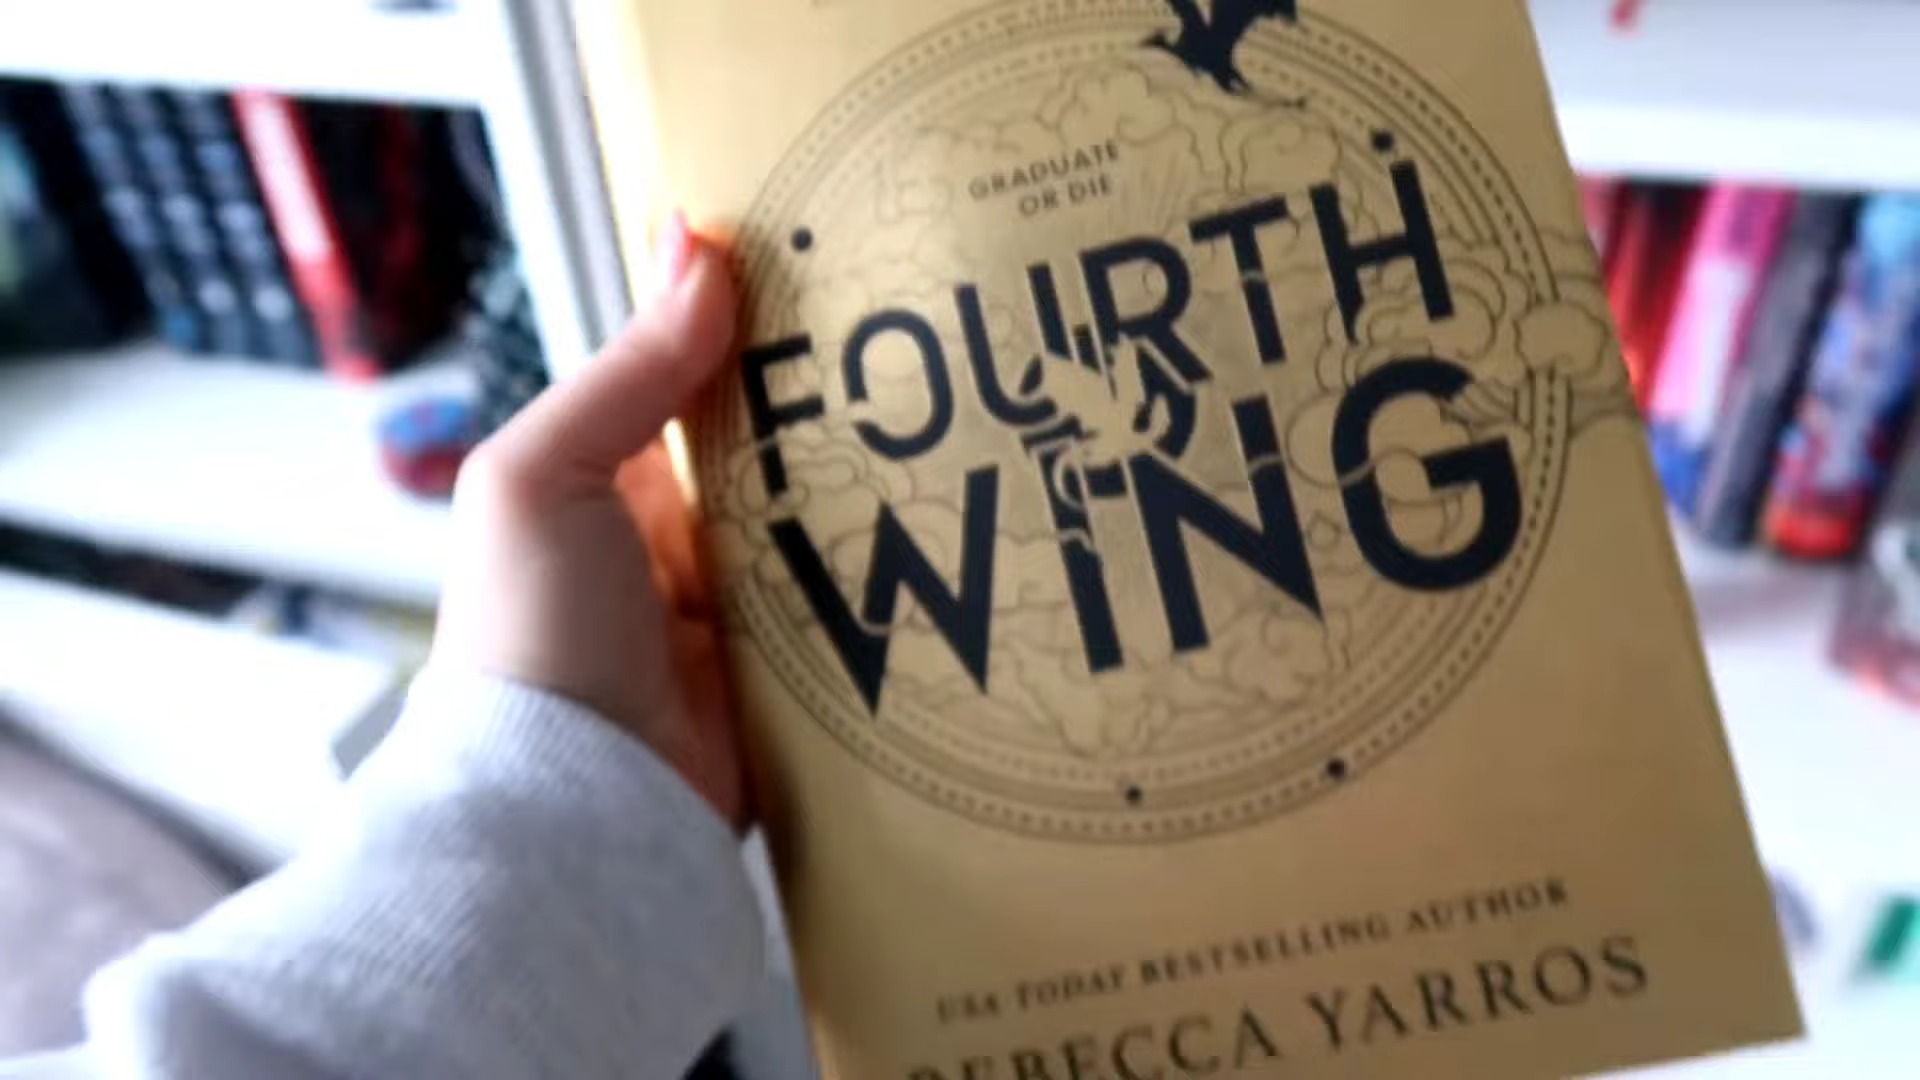 GRADUATE
OR DIE
FOURTH
WING
USA TODAY BESTSELLING AUTHOR
REBECCA YARROS